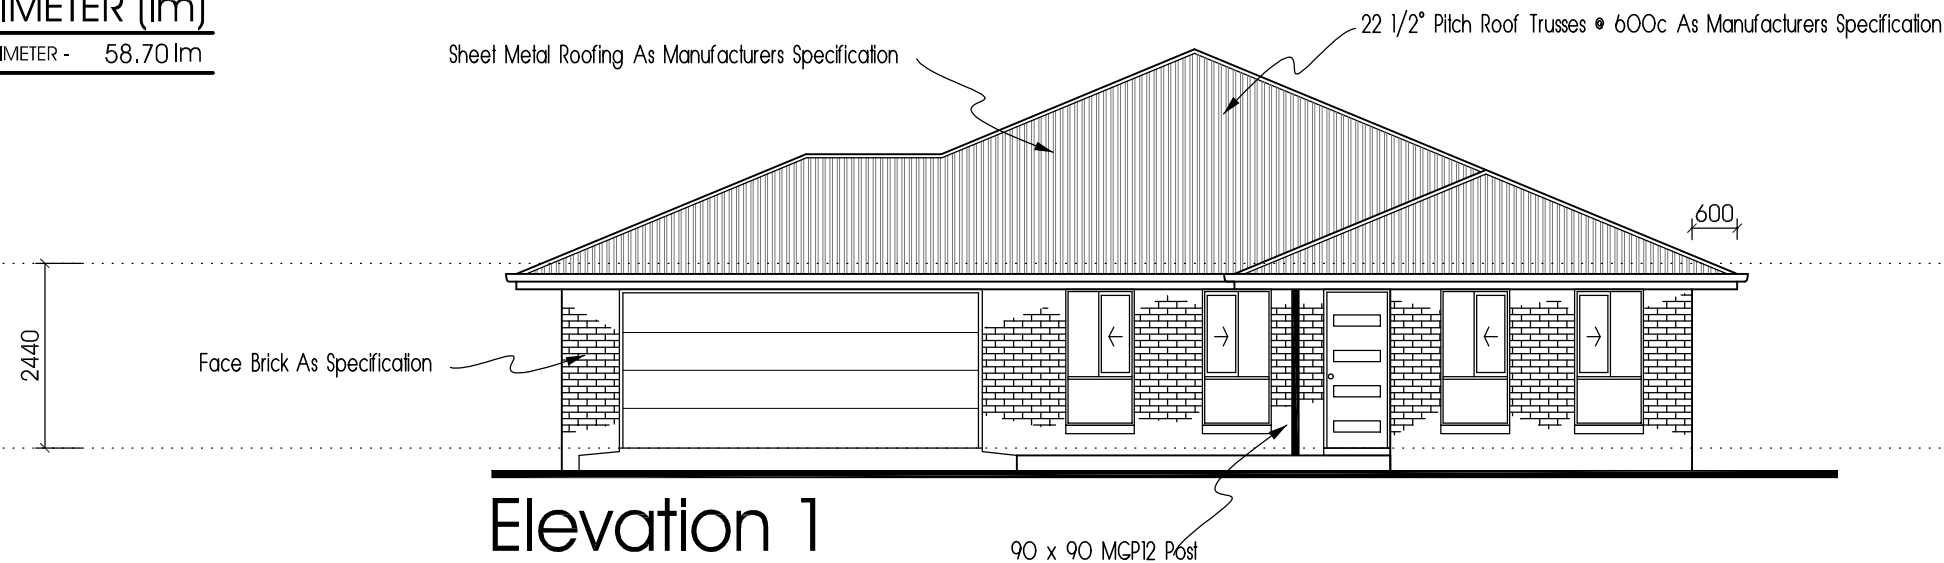 IMETER (lm)
IMETER - 58.70 lm
22 1/2° Pitch Roof Trusses @ 600c As Manufacturers Specification
Sheet Metal Roofing As Manufacturers Specification
600
2440
Face Brick As Specification
Elevation 1
90 x 90 MGP12 Post